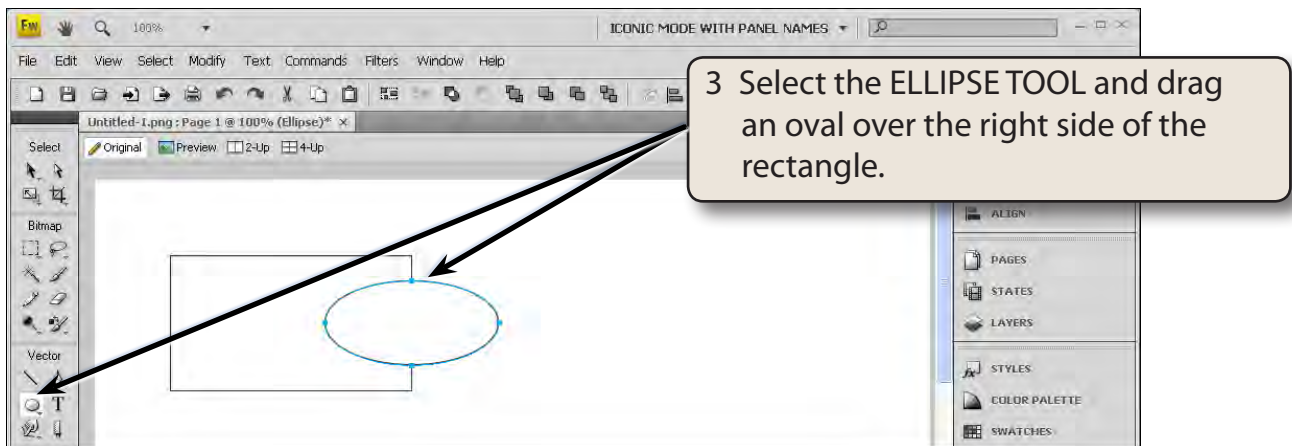 Fw 100% ICONIC MODE WITH PANEL NAMES
File Edit View Select Modify Text Commands Filters Window Help
3 Select the ELLIPSE TOOL and drag
an oval over the right side of the
rectangle.
Untitled-1.png : Page 1 @ 100% (Ellipse)* ×
Select
Original Preview 2-Up 4-Up
ALIGN
Bitmap
PAGES
STATES
LAYERS
Vector
STYLES
COLOR PALETTE
SWATCHES